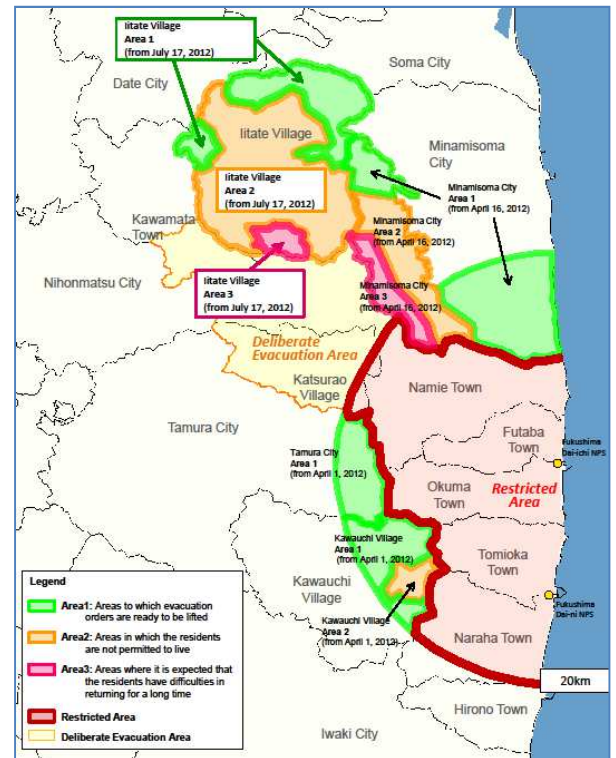 Iitate Village
Area 1
(from July 17, 2012)
Soma City
Date City
Iitate Village
Minamisoma
City
Iitate Village
Area 2
(from July 17, 2012)
Minamisoma City
Area 1
(from April 16, 2012)
Kawamata
Town
Minamisoma City
Area 2
(from April 16, 2012)
Nihonmatsu City
Iitate Village
Area 3
(from July 17, 2012)
Minamisoma City
Area 3
(from April 16, 2012)
Deliberate
Evacuation Area
Katsurao
Village
Namie Town
Tamura City
Futaba
Town
Fukushima
Dai-ichi NPS
Tamura City
Area 1
(from April 1, 2012)
Okuma
Town
Restricted
Area
Kawauchi Village
Area 1
(from April 1, 2012)
Tomioka
Town
Kawauchi
Village
Fukushima
Dai-ni NPS
Kawauchi Village
Area 2
(from April 1, 2012)
Naraha Town
20km
Hirono Town
Iwaki City
Legend
Area1: Areas to which evacuation
orders are ready to be lifted
Area2: Areas in which the residents
are not permitted to live
Area3: Areas where it is expected that
the residents have difficulties in
returning for a long time
Restricted Area
Deliberate Evacuation Area